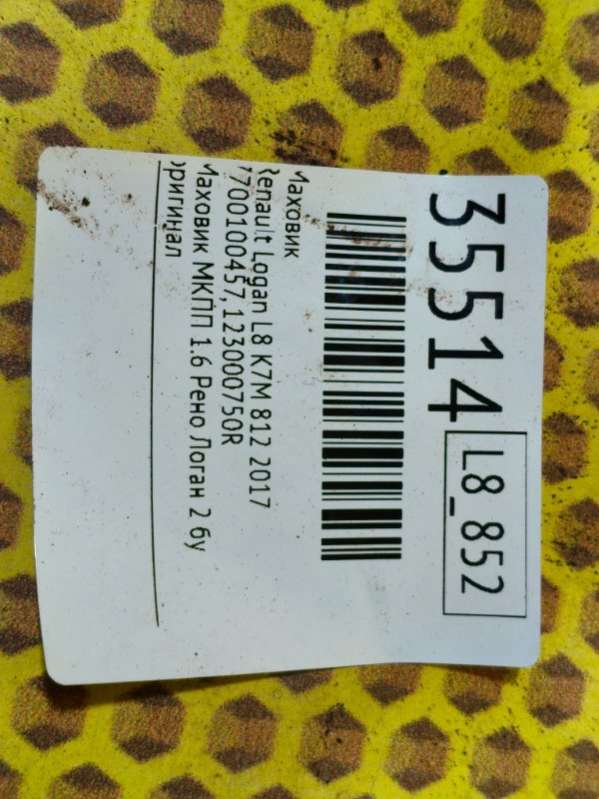 35514
L8_852
Маховик
Renault Logan L8 K7M 812 2017
7700100457,123000750R
Маховик МКПП 1.6 Рено Логан 2 бу
оригинал